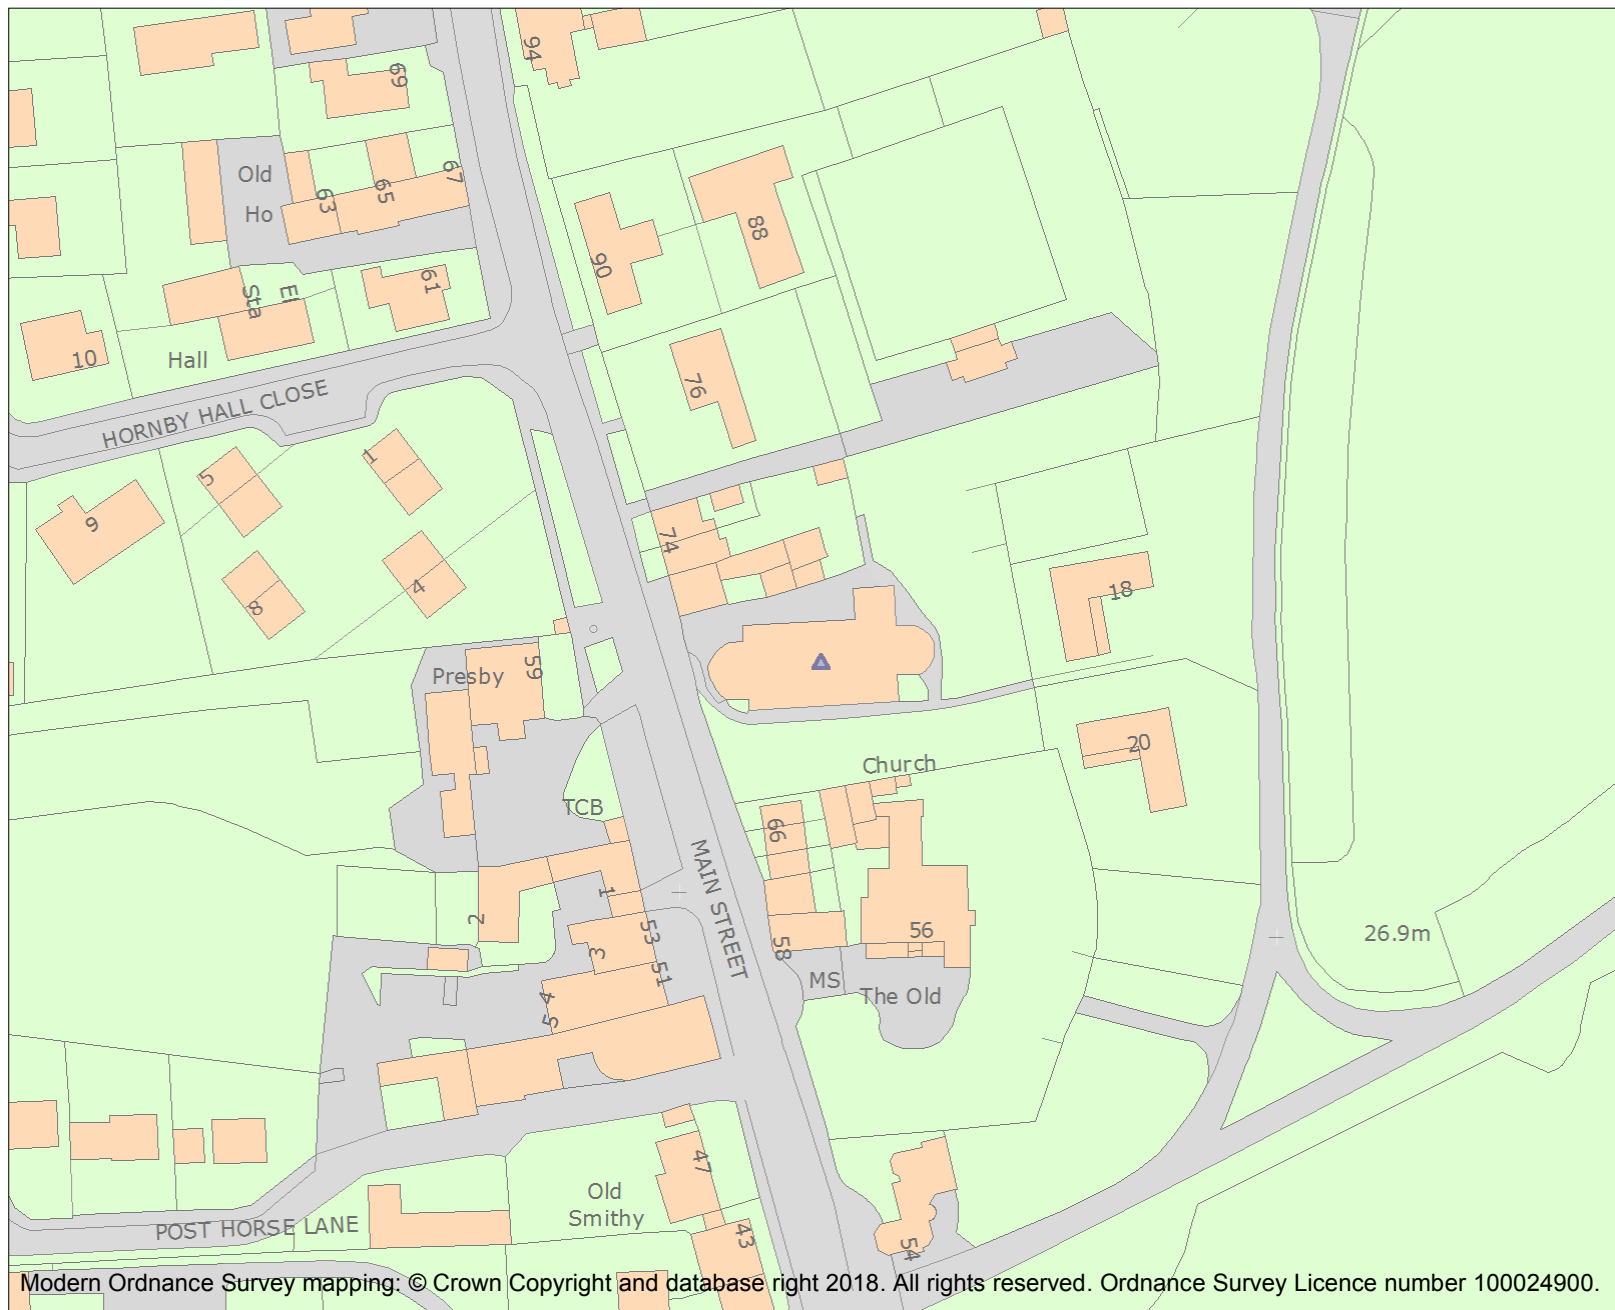 94
69
Old
Ho
63
65
67
88
90
61
El
Sta
10
Hall
76
HORNBY HALL CLOSE
1
5
9
74
4
8
18
Presby
59
20
Church
TCB
66
MAIN STREET
1
2
56
53
3
58
26.9m
51
MS
The Old
4
5
47
Old
Smithy
POST HORSE LANE
43
54
Modern Ordnance Survey mapping: © Crown Copyright and database right 2018. All rights reserved. Ordnance Survey Licence number 100024900.